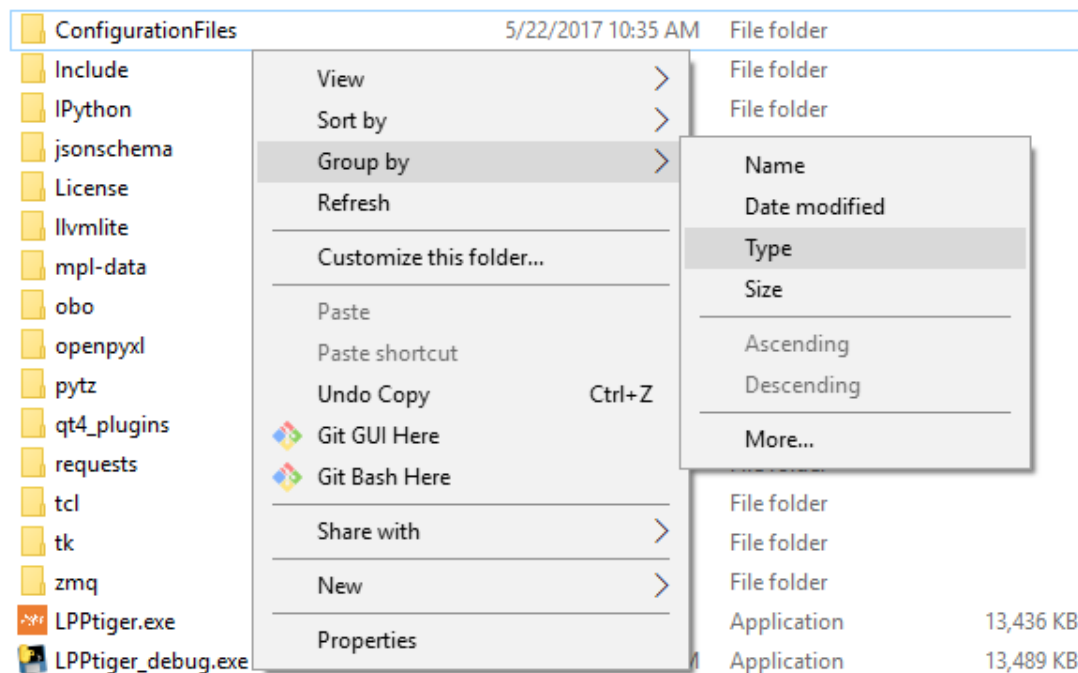 ConfigurationFiles 5/22/2017 10:35 AM File folder
Include File folder
IPython File folder
jsonschema
License
llvmlite
mpl-data
obo
openpyxl
pytz
qt4_plugins
requests
tcl File folder
tk File folder
zmq File folder
LPPtiger.exe Application 13,436 KB
LPPtiger_debug.exe Application 13,489 KB
View
Sort by
Group by
Refresh
Customize this folder...
Paste
Paste shortcut
Undo Copy Ctrl+Z
Git GUI Here
Git Bash Here
Share with
New
Properties
Name
Date modified
Type
Size
Ascending
Descending
More...